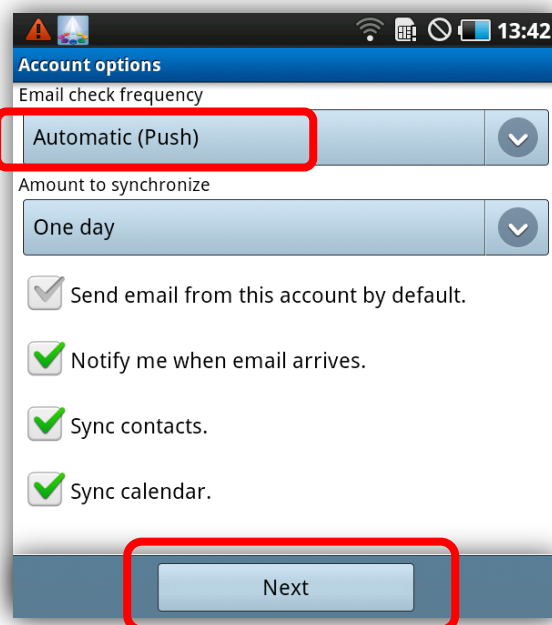 13:42
Account options
Email check frequency
Automatic (Push)
Amount to synchronize
One day
Send email from this account by default.
Notify me when email arrives.
Sync contacts.
Sync calendar.
Next